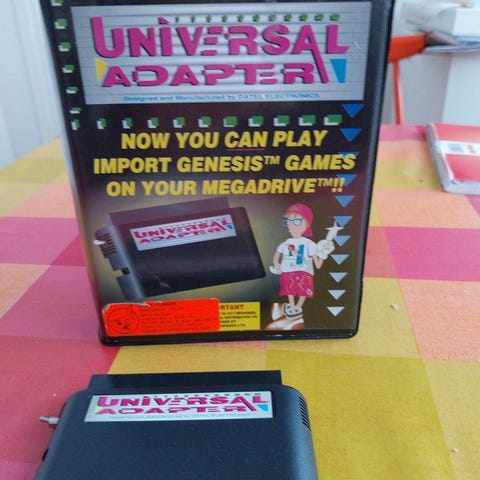 UNIVERSAL
ADAPTER
Designed and Manufactured by DATEL ELECTRONICS
NOW YOU CAN PLAY
IMPORT GENESIS™ GAMES
ON YOUR MEGADRIVE™!!
UNIVERSAL
ADAPTER
UNIVERSAL
ADAPTER